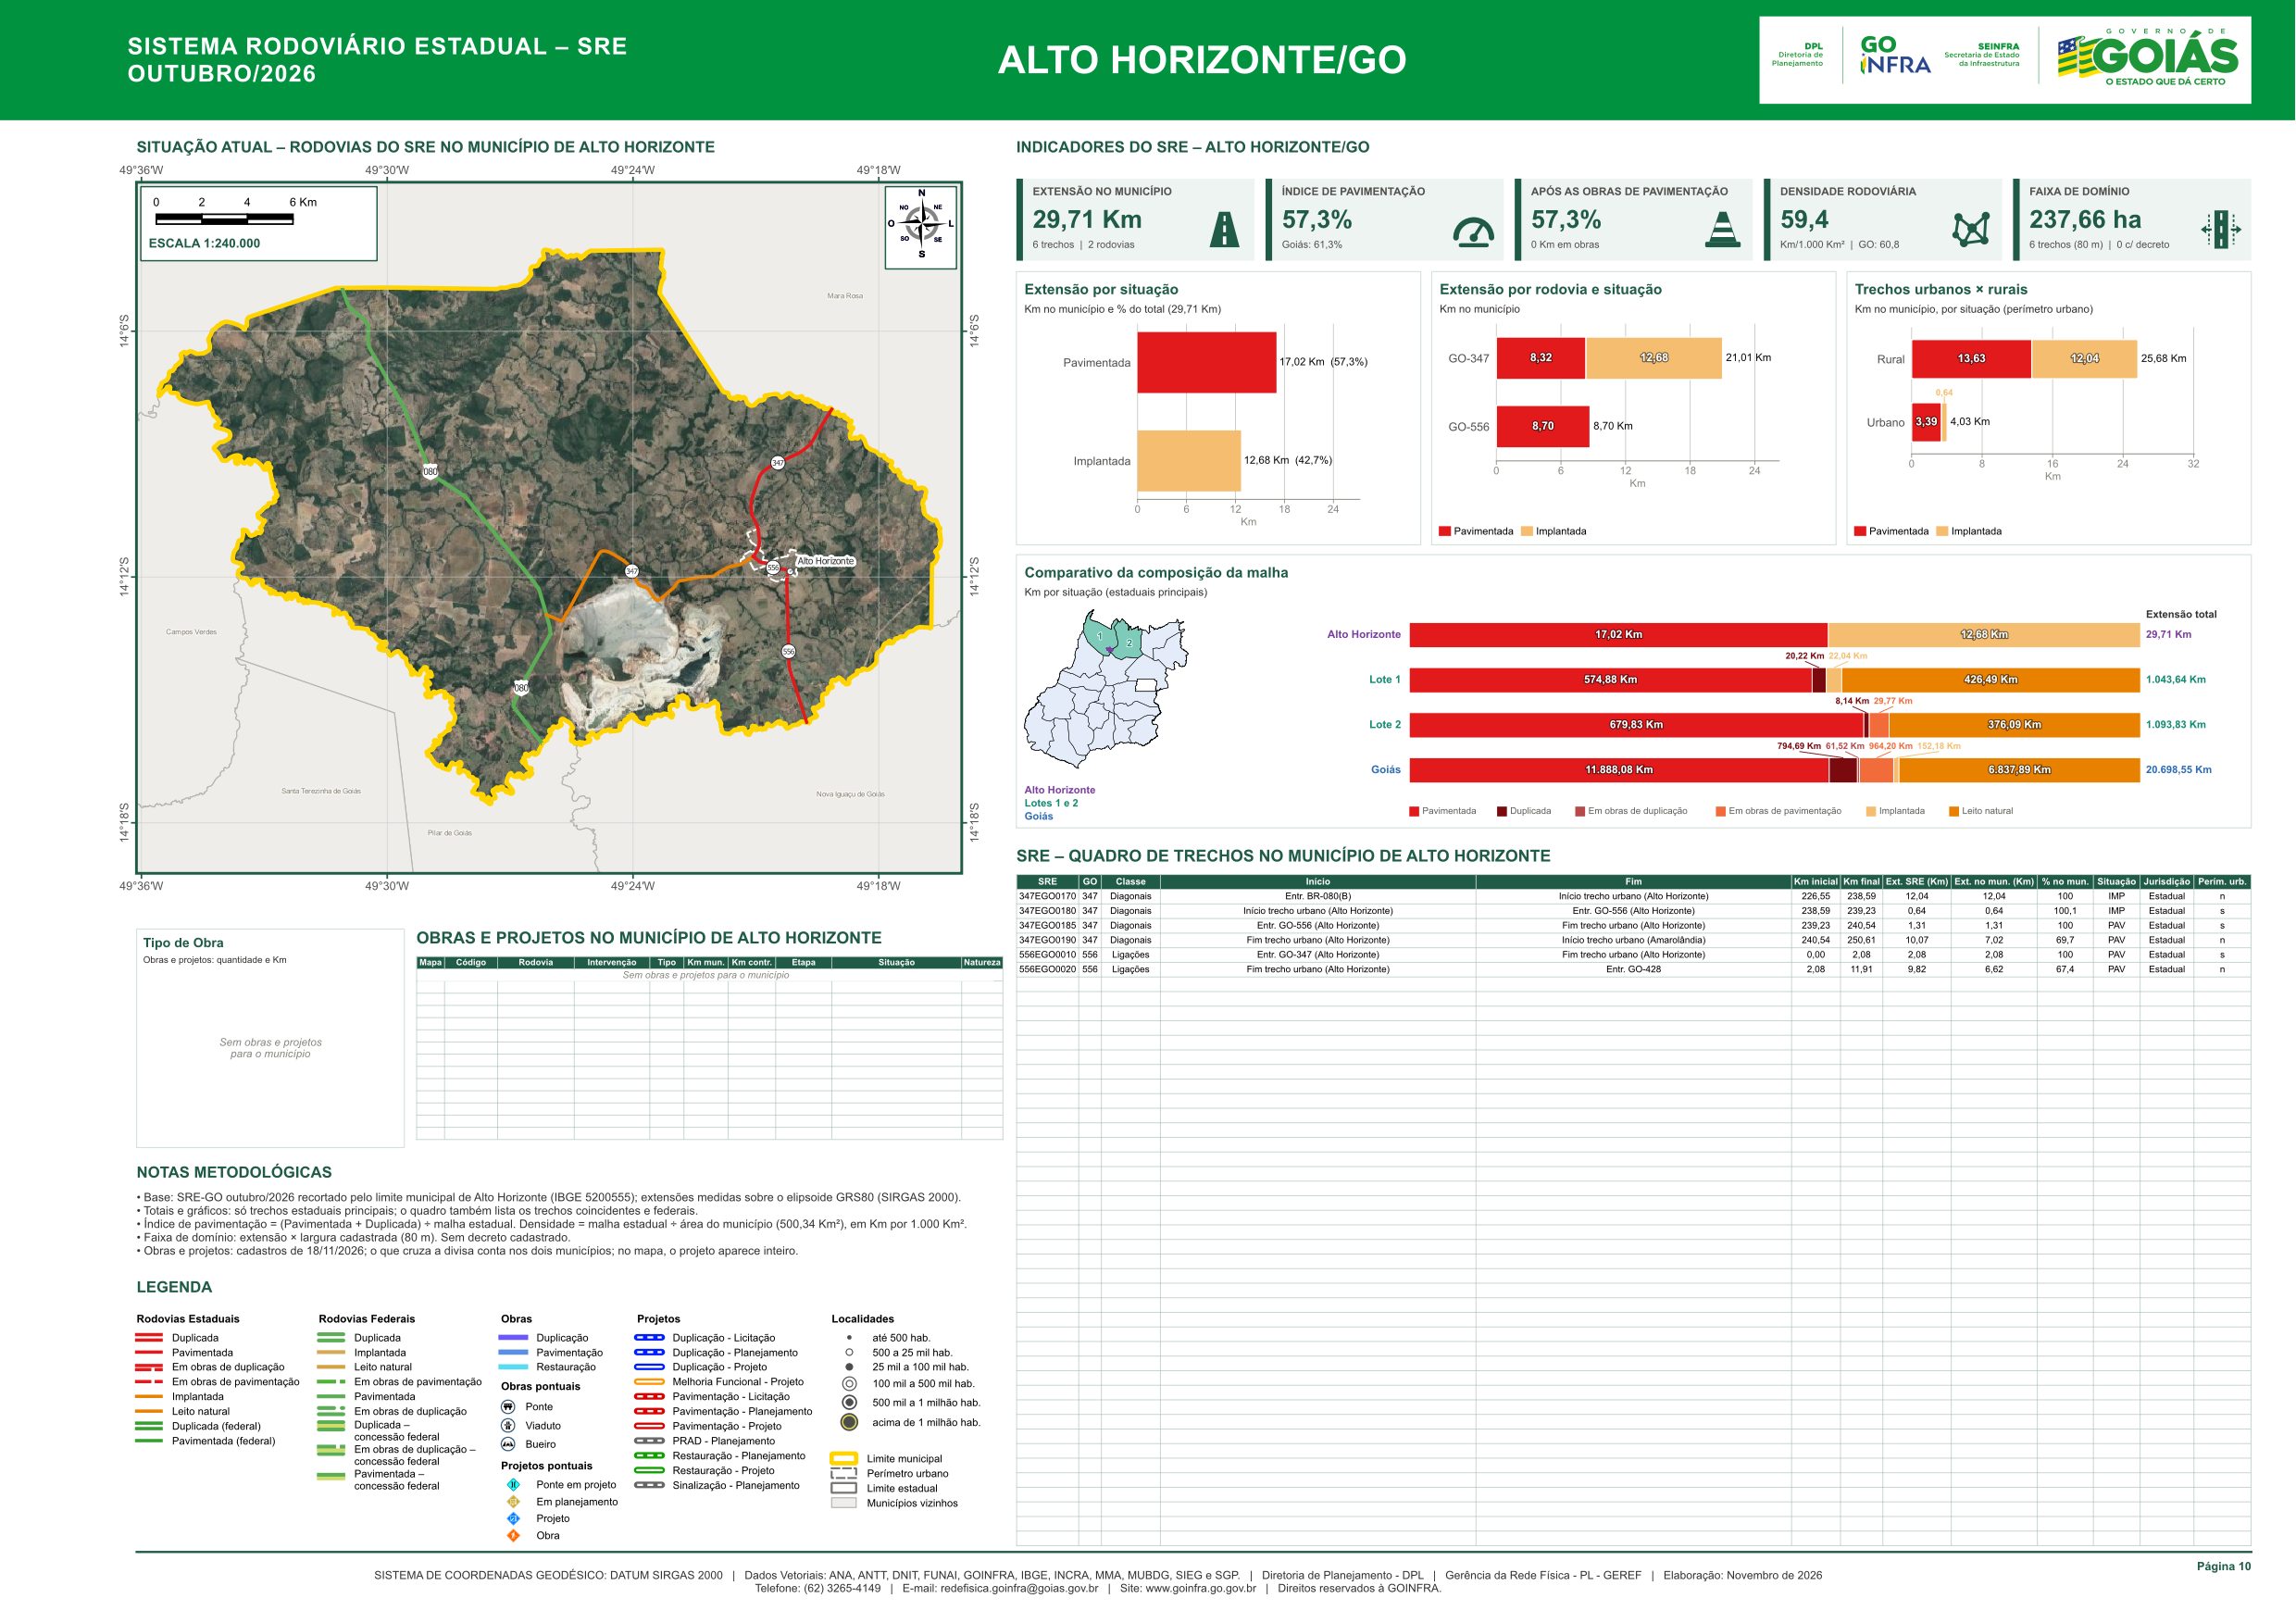 SISTEMA RODOVIÁRIO ESTADUAL – SRE
OUTUBRO/2026
ALTO HORIZONTE/GO
DPL
Diretoria de
Planejamento
GO
iNFRA
SEINFRA
Secretaria de Estado
da Infraestrutura
GOVERNO DE
GOIÁS
O ESTADO QUE DÁ CERTO
SITUAÇÃO ATUAL – RODOVIAS DO SRE NO MUNICÍPIO DE ALTO HORIZONTE
49°36'W 49°30'W 49°24'W 49°18'W
0 2 4 6 Km
ESCALA 1:240.000
N
NO NE
O L
SO SE
S
14°6'S 14°6'S
14°12'S 14°12'S
14°18'S 14°18'S
Mara Rosa
080
347
Alto Horizonte
556
347
Campos Verdes
556
080
Santa Terezinha de Goiás
Nova Iguaçu de Goiás
Pilar de Goiás
49°36'W 49°30'W 49°24'W 49°18'W
INDICADORES DO SRE – ALTO HORIZONTE/GO
EXTENSÃO NO MUNICÍPIO
29,71 Km
6 trechos | 2 rodovias
ÍNDICE DE PAVIMENTAÇÃO
57,3%
Goiás: 61,3%
APÓS AS OBRAS DE PAVIMENTAÇÃO
57,3%
0 Km em obras
DENSIDADE RODOVIÁRIA
59,4
Km/1.000 Km² | GO: 60,8
FAIXA DE DOMÍNIO
237,66 ha
6 trechos (80 m) | 0 c/ decreto
Extensão por situação
Km no município e % do total (29,71 Km)
Pavimentada 17,02 Km (57,3%)
Implantada 12,68 Km (42,7%)
0 6 12 18 24
Km
Extensão por rodovia e situação
Km no município
GO-347 8,32 12,68 21,01 Km
GO-556 8,70 8,70 Km
0 6 12 18 24
Km
Pavimentada Implantada
Trechos urbanos × rurais
Km no município, por situação (perímetro urbano)
Rural 13,63 12,04 25,68 Km
0,64
Urbano 3,39 4,03 Km
0 8 16 24 32
Km
Pavimentada Implantada
Comparativo da composição da malha
Km por situação (estaduais principais)
1 2
Alto Horizonte
Lotes 1 e 2
Goiás
Extensão total
Alto Horizonte 17,02 Km 12,68 Km 29,71 Km
20,22 Km 22,04 Km
Lote 1 574,88 Km 426,49 Km 1.043,64 Km
8,14 Km 29,77 Km
Lote 2 679,83 Km 376,09 Km 1.093,83 Km
794,69 Km 61,52 Km 964,20 Km 152,18 Km
Goiás 11.888,08 Km 6.837,89 Km 20.698,55 Km
Pavimentada Duplicada Em obras de duplicação Em obras de pavimentação Implantada Leito natural
SRE – QUADRO DE TRECHOS NO MUNICÍPIO DE ALTO HORIZONTE
SRE GO Classe Início Fim Km inicial Km final Ext. SRE (Km) Ext. no mun. (Km) % no mun. Situação Jurisdição Perím. urb.
347EGO0170 347 Diagonais Entr. BR-080(B) Início trecho urbano (Alto Horizonte) 226,55 238,59 12,04 12,04 100 IMP Estadual n
347EGO0180 347 Diagonais Início trecho urbano (Alto Horizonte) Entr. GO-556 (Alto Horizonte) 238,59 239,23 0,64 0,64 100,1 IMP Estadual s
347EGO0185 347 Diagonais Entr. GO-556 (Alto Horizonte) Fim trecho urbano (Alto Horizonte) 239,23 240,54 1,31 1,31 100 PAV Estadual s
347EGO0190 347 Diagonais Fim trecho urbano (Alto Horizonte) Início trecho urbano (Amarolândia) 240,54 250,61 10,07 7,02 69,7 PAV Estadual n
556EGO0010 556 Ligações Entr. GO-347 (Alto Horizonte) Fim trecho urbano (Alto Horizonte) 0,00 2,08 2,08 2,08 100 PAV Estadual s
556EGO0020 556 Ligações Fim trecho urbano (Alto Horizonte) Entr. GO-428 2,08 11,91 9,82 6,62 67,4 PAV Estadual n
Tipo de Obra
Obras e projetos: quantidade e Km
Sem obras e projetos
para o município
OBRAS E PROJETOS NO MUNICÍPIO DE ALTO HORIZONTE
Mapa Código Rodovia Intervenção Tipo Km mun. Km contr. Etapa Situação Natureza
Sem obras e projetos para o município
NOTAS METODOLÓGICAS
• Base: SRE-GO outubro/2026 recortado pelo limite municipal de Alto Horizonte (IBGE 5200555); extensões medidas sobre o elipsoide GRS80 (SIRGAS 2000).
• Totais e gráficos: só trechos estaduais principais; o quadro também lista os trechos coincidentes e federais.
• Índice de pavimentação = (Pavimentada + Duplicada) ÷ malha estadual. Densidade = malha estadual ÷ área do município (500,34 Km²), em Km por 1.000 Km².
• Faixa de domínio: extensão × largura cadastrada (80 m). Sem decreto cadastrado.
• Obras e projetos: cadastros de 18/11/2026; o que cruza a divisa conta nos dois municípios; no mapa, o projeto aparece inteiro.
LEGENDA
Rodovias Estaduais
Duplicada
Pavimentada
Em obras de duplicação
Em obras de pavimentação
Implantada
Leito natural
Duplicada (federal)
Pavimentada (federal)
Rodovias Federais
Duplicada
Implantada
Leito natural
Em obras de pavimentação
Pavimentada
Em obras de duplicação
Duplicada –
concessão federal
Em obras de duplicação –
concessão federal
Pavimentada –
concessão federal
Obras
Duplicação
Pavimentação
Restauração
Obras pontuais
Ponte
Viaduto
Bueiro
Projetos pontuais
Ponte em projeto
Em planejamento
Projeto
Obra
Projetos
Duplicação - Licitação
Duplicação - Planejamento
Duplicação - Projeto
Melhoria Funcional - Projeto
Pavimentação - Licitação
Pavimentação - Planejamento
Pavimentação - Projeto
PRAD - Planejamento
Restauração - Planejamento
Restauração - Projeto
Sinalização - Planejamento
Localidades
até 500 hab.
500 a 25 mil hab.
25 mil a 100 mil hab.
100 mil a 500 mil hab.
500 mil a 1 milhão hab.
acima de 1 milhão hab.
Limite municipal
Perímetro urbano
Limite estadual
Municípios vizinhos
SISTEMA DE COORDENADAS GEODÉSICO: DATUM SIRGAS 2000 | Dados Vetoriais: ANA, ANTT, DNIT, FUNAI, GOINFRA, IBGE, INCRA, MMA, MUBDG, SIEG e SGP. | Diretoria de Planejamento - DPL | Gerência da Rede Física - PL - GEREF | Elaboração: Novembro de 2026
Telefone: (62) 3265-4149 | E-mail: redefisica.goinfra@goias.gov.br | Site: www.goinfra.go.gov.br | Direitos reservados à GOINFRA.
Página 10